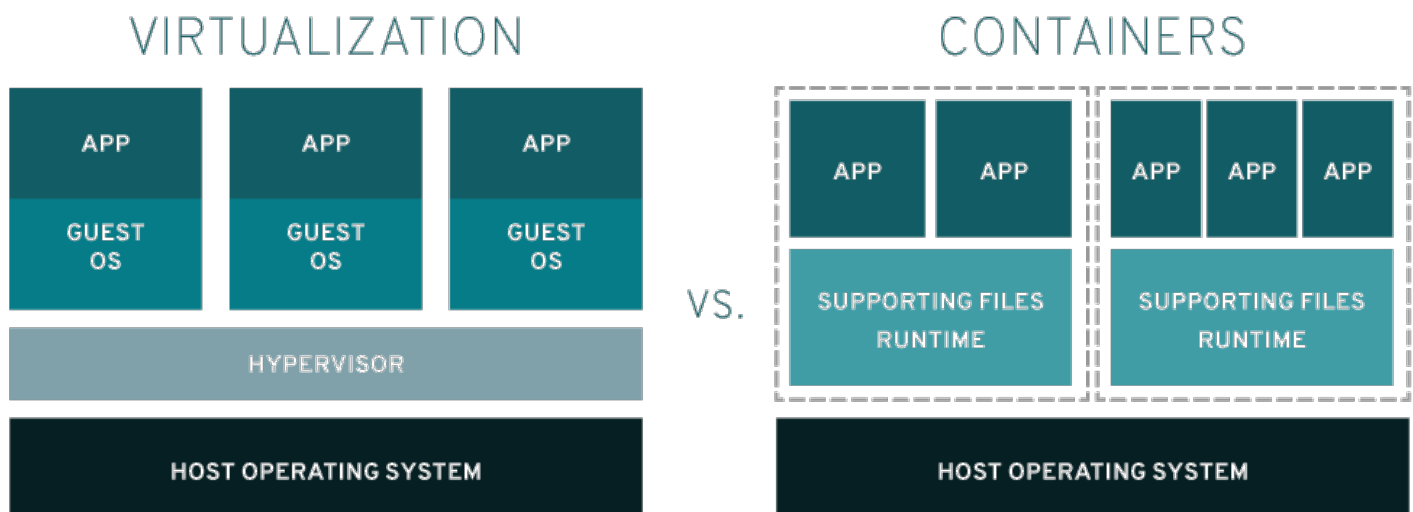 VIRTUALIZATION
APP
APP
APP
GUEST
OS
GUEST
OS
GUEST
OS
HYPERVISOR
HOST OPERATING SYSTEM
VS.
CONTAINERS
APP
APP
SUPPORTING FILES
RUNTIME
APP
APP
APP
SUPPORTING FILES
RUNTIME
HOST OPERATING SYSTEM